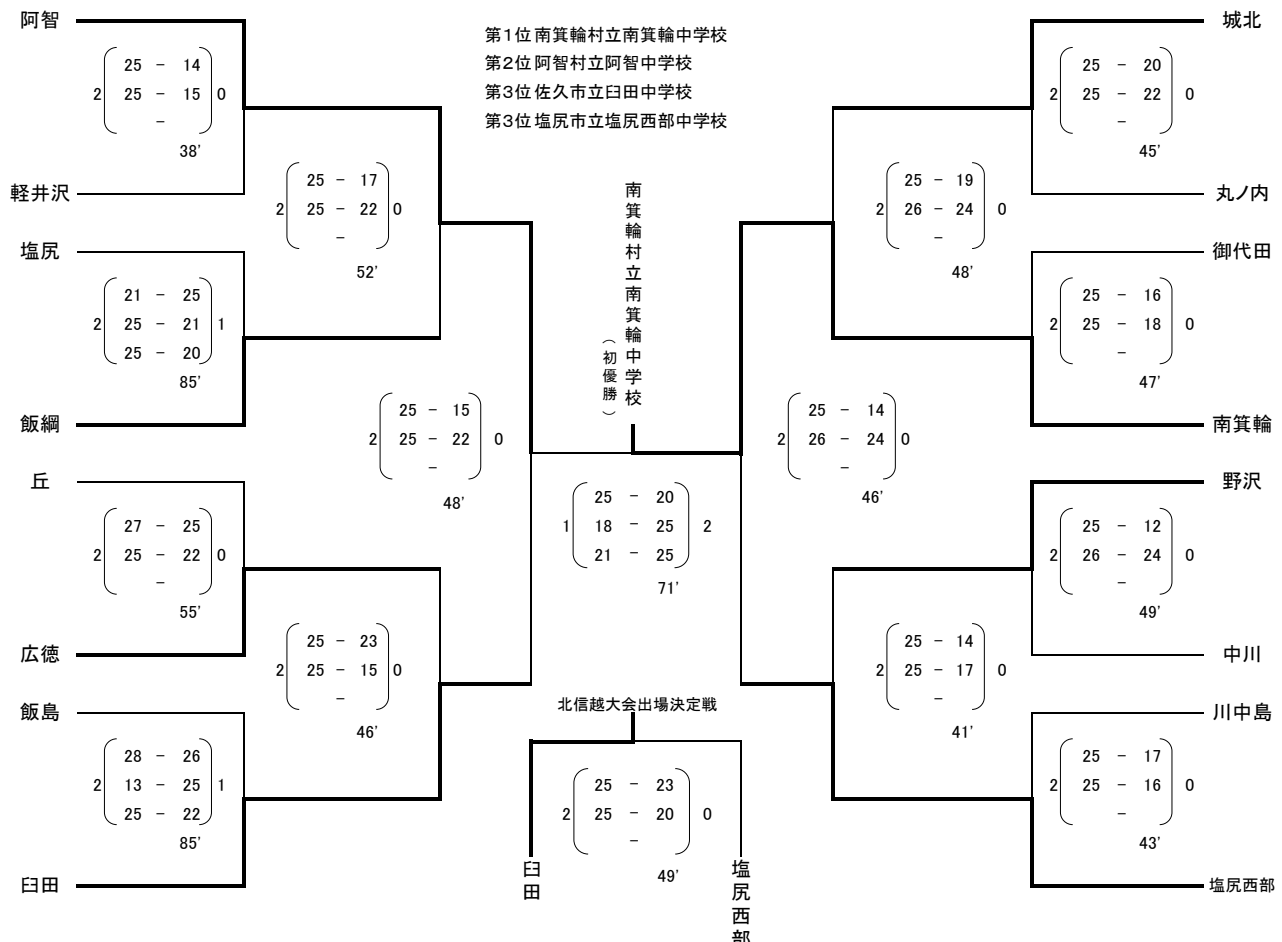 第1位 南箕輪村立南箕輪中学校
第2位 阿智村立阿智中学校
第3位 佐久市立臼田中学校
第3位 塩尻市立塩尻西部中学校
南箕輪村立南箕輪中学校
（初優勝）
阿智
25 - 14
2 25 - 15 0
-
38'
軽井沢
25 - 17
2 25 - 22 0
-
52'
塩尻
21 - 25
2 25 - 21 1
25 - 20
85'
飯綱
25 - 15
2 25 - 22 0
-
48'
丘
27 - 25
2 25 - 22 0
-
55'
広徳
25 - 23
2 25 - 15 0
-
46'
飯島
28 - 26
2 13 - 25 1
25 - 22
85'
臼田
25 - 20
1 18 - 25 2
21 - 25
71'
北信越大会出場決定戦
25 - 23
2 25 - 20 0
-
49'
臼田
塩尻西部
城北
25 - 20
2 25 - 22 0
-
45'
丸ノ内
25 - 19
2 26 - 24 0
-
48'
御代田
25 - 16
2 25 - 18 0
-
47'
南箕輪
25 - 14
2 26 - 24 0
-
46'
野沢
25 - 12
2 26 - 24 0
-
49'
中川
25 - 14
2 25 - 17 0
-
41'
川中島
25 - 17
2 25 - 16 0
-
43'
塩尻西部